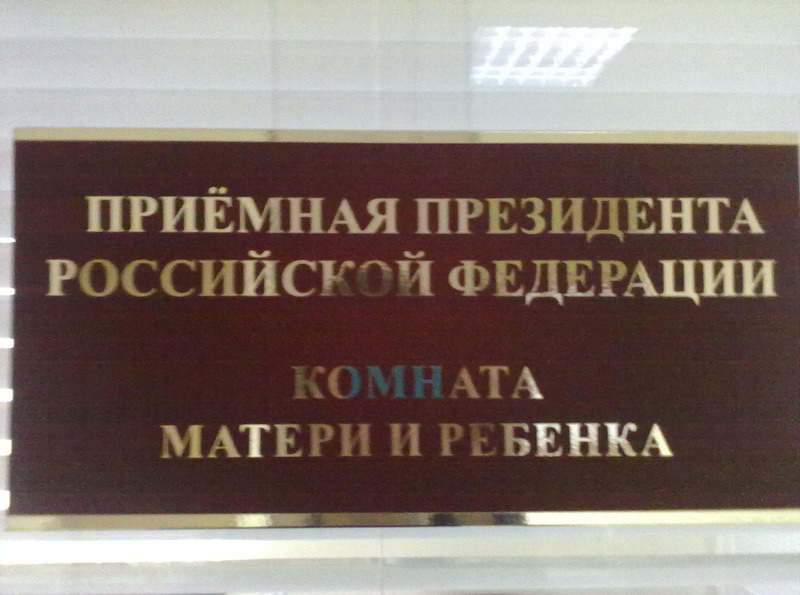 ПРИЁМНАЯ ПРЕЗИДЕНТА
РОССИЙСКОЙ ФЕДЕРАЦИИ
КОМНАТА
МАТЕРИ И РЕБЕНКА